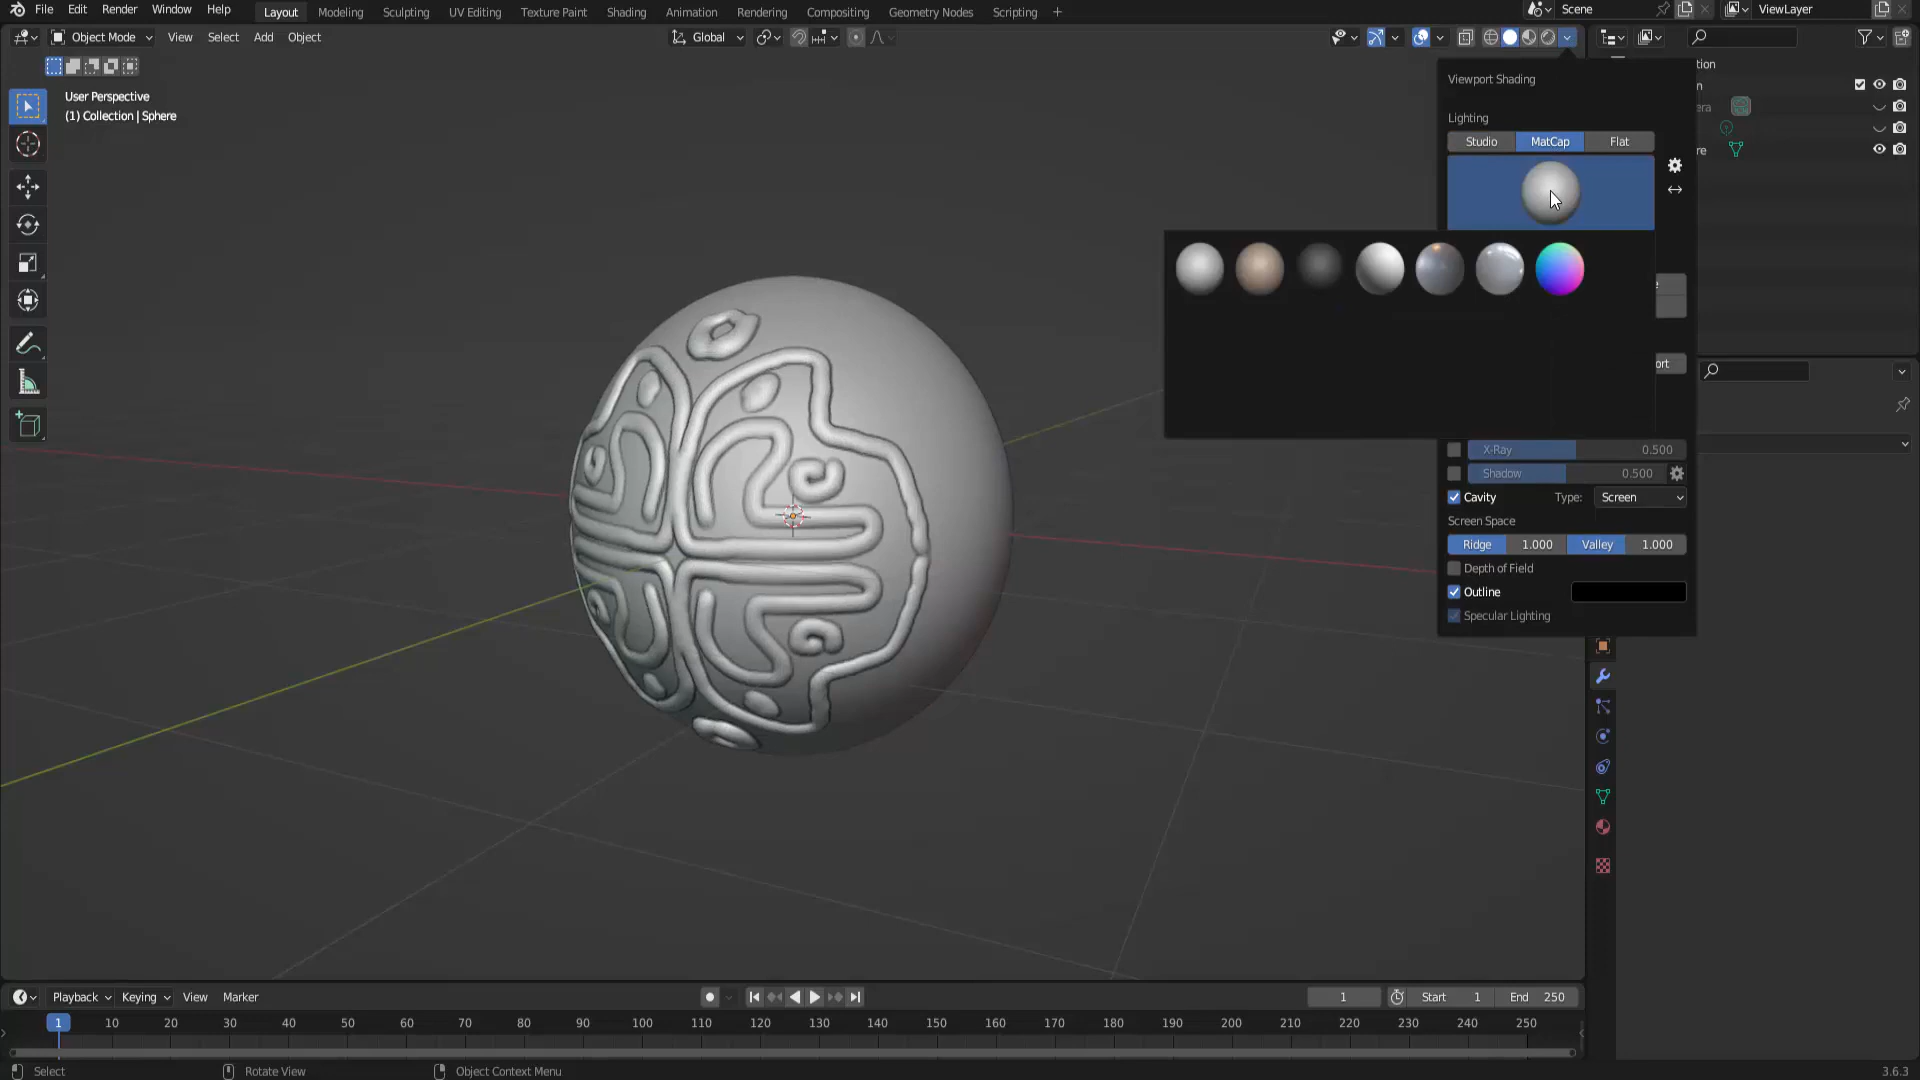 File Edit Render Window Help Layout Modeling Sculpting UV Editing Texture Paint Shading Animation Rendering Compositing Geometry Nodes Scripting + Scene ViewLayer
Object Mode View Select Add Object Global
User Perspective
(1) Collection | Sphere
Viewport Shading
Lighting
Studio MatCap Flat
X-Ray 0.500
Shadow 0.500
Cavity Type: Screen
Screen Space
Ridge 1.000 Valley 1.000
Depth of Field
Outline
Specular Lighting
Playback Keying View Marker 1 Start 1 End 250
1 10 20 30 40 50 60 70 80 90 100 110 120 130 140 150 160 170 180 190 200 210 220 230 240 250
Select Rotate View Object Context Menu 3.6.3